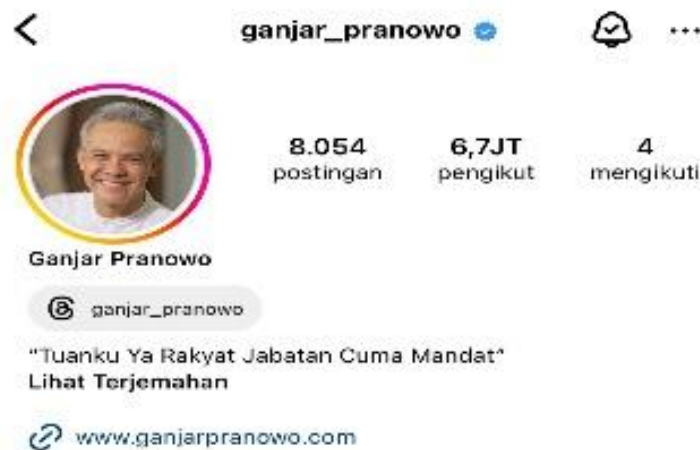 ganjar_pranowo
8.054 6,7JT 4
postingan pengikut mengikuti
Ganjar Pranowo
ganjar_pranowo
"Tuanku Ya Rakyat Jabatan Cuma Mandat"
Lihat Terjemahan
www.ganjarpranowo.com